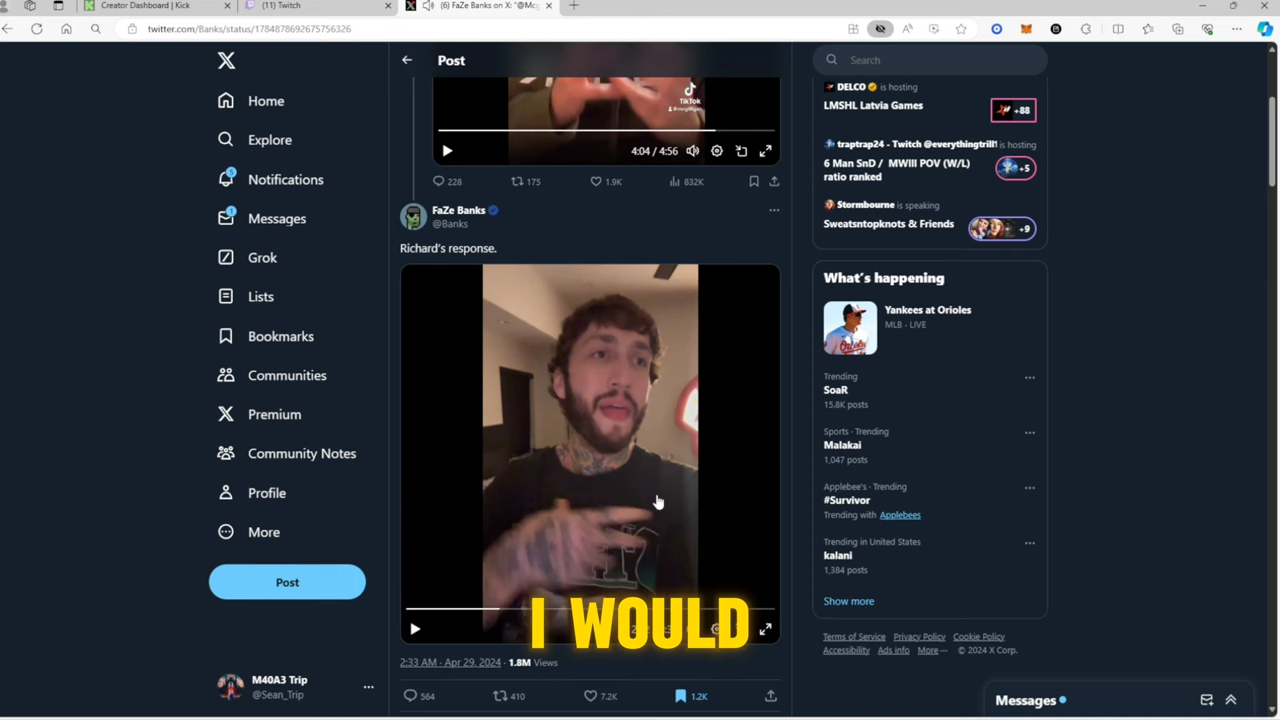 Creator Dashboard | Kick
(11) Twitch
(6) FaZe Banks on X: "@Mcg
twitter.com/Banks/status/1784878692675756326
Home
Explore
Notifications
Messages
Grok
Lists
Bookmarks
Communities
Premium
Community Notes
Profile
More
Post
M40A3 Trip
@Sean_Trip
Post
TikTok
4:04 / 4:56
228
175
1.9K
832K
FaZe Banks
@Banks
Richard's response.
I WOULD
2:33 AM · Apr 29, 2024 · 1.8M Views
564
410
7.2K
1.2K
Search
DELCO is hosting
LMSHL Latvia Games
+88
traptrap24 - Twitch @everythingtrill1 is hosting
6 Man SnD / MWIII POV (W/L)
ratio ranked
+5
Stormbourne is speaking
Sweatsntopknots & Friends
+9
What's happening
Yankees at Orioles
MLB · LIVE
Trending
SoaR
15.8K posts
Sports · Trending
Malakai
1,047 posts
Applebee's · Trending
#Survivor
Trending with Applebees
Trending in United States
kalani
1,384 posts
Show more
Terms of Service Privacy Policy Cookie Policy
Accessibility Ads info More ··· © 2024 X Corp.
Messages